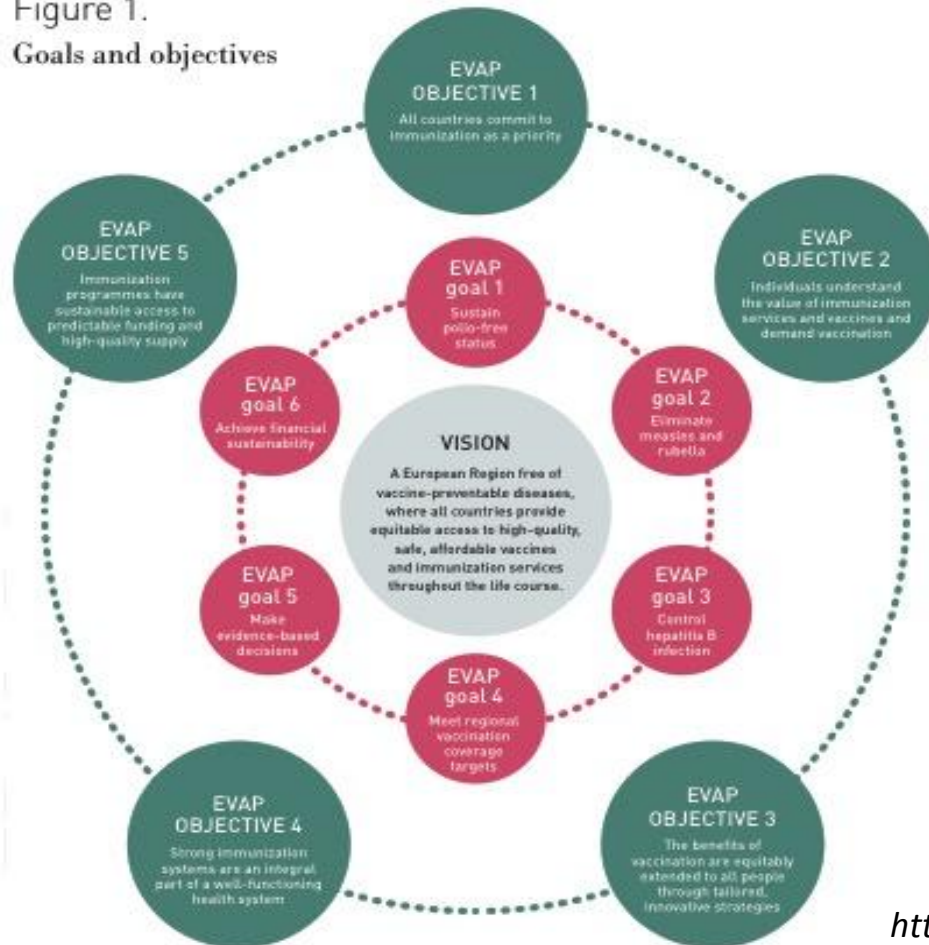 Figure 1.
Goals and objectives
EVAP
OBJECTIVE 1
All countries commit to
immunization as a priority
EVAP
OBJECTIVE 2
Individuals understand
the value of immunization
services and vaccines and
demand vaccination
EVAP
OBJECTIVE 3
The benefits of
vaccination are equitably
extended to all people
through tailored,
innovative strategies
EVAP
OBJECTIVE 4
Strong immunization
systems are an integral
part of a well-functioning
health system
EVAP
OBJECTIVE 5
Immunization
programmes have
sustainable access to
predictable funding and
high-quality supply
EVAP
goal 1
Sustain
polio-free
status
EVAP
goal 2
Eliminate
measles and
rubella
EVAP
goal 3
Control
hepatitis B
infection
EVAP
goal 4
Meet regional
vaccination
coverage
targets
EVAP
goal 5
Make
evidence-based
decisions
EVAP
goal 6
Achieve financial
sustainability
VISION
A European Region free of
vaccine-preventable diseases,
where all countries provide
equitable access to high-quality,
safe, affordable vaccines
and immunization services
throughout the life course.
htt